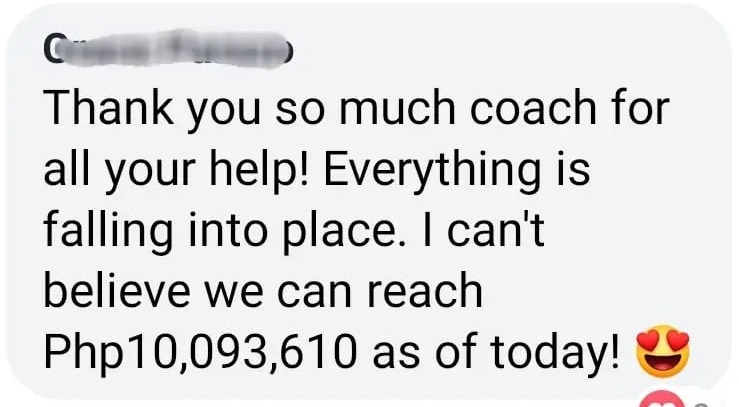 Thank you so much coach for
all your help! Everything is
falling into place. I can't
believe we can reach
Php10,093,610 as of today! 😍